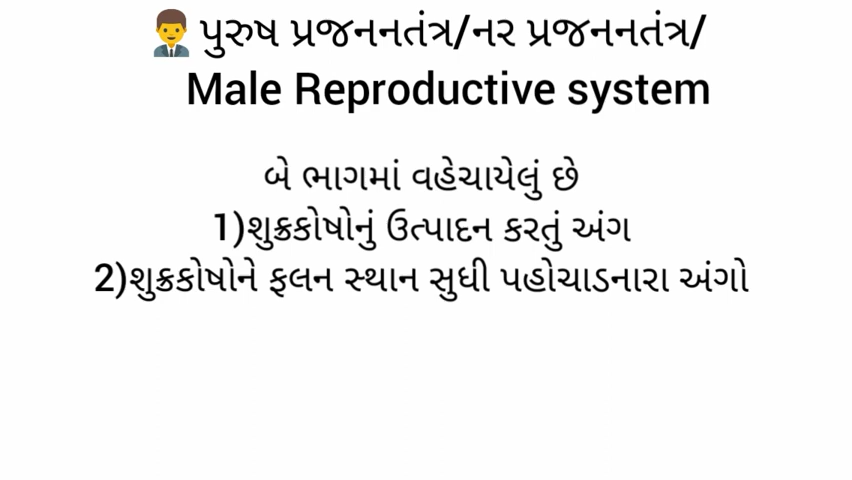 👨‍💼પુરુષ પ્રજનનતંત્ર/નર પ્રજનનતંત્ર/
Male Reproductive system
બે ભાગમાં વહેચાયેલું છે
1)શુક્રકોષોનું ઉત્પાદન કરતું અંગ
2)શુક્રકોષોને ફલન સ્થાન સુધી પહોચાડનારા અંગો